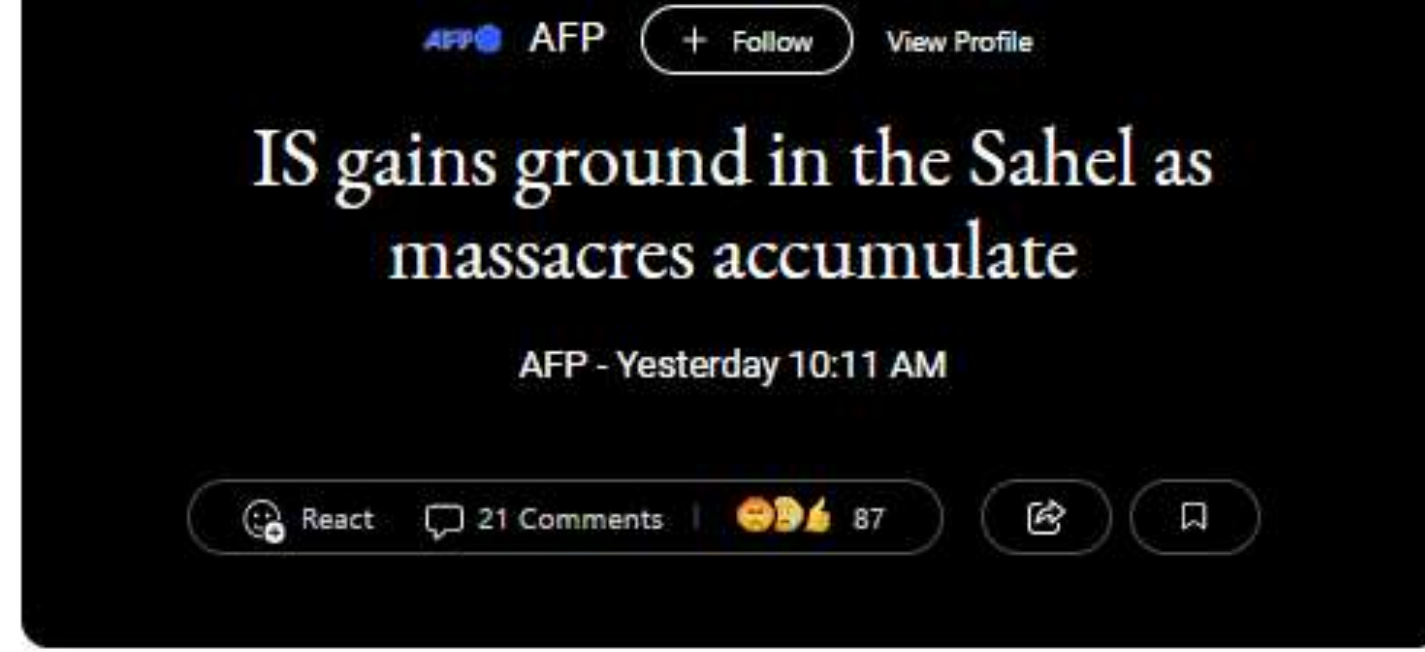 AFP AFP + Follow View Profile
IS gains ground in the Sahel as
massacres accumulate
AFP - Yesterday 10:11 AM
React 21 Comments 87